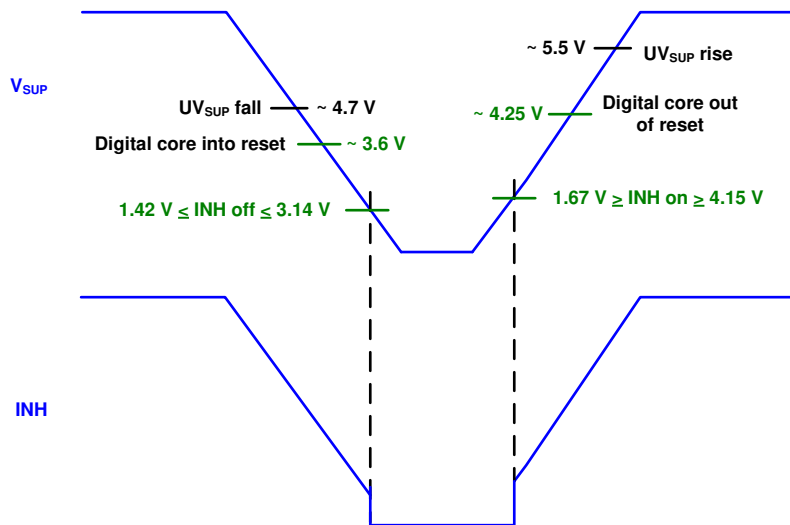 ~ 5.5 V
UV_SUP rise
V_SUP
UV_SUP fall
~ 4.7 V
~ 4.25 V
Digital core out
of reset
Digital core into reset
~ 3.6 V
1.42 V ≤ INH off ≤ 3.14 V
1.67 V ≥ INH on ≥ 4.15 V
INH